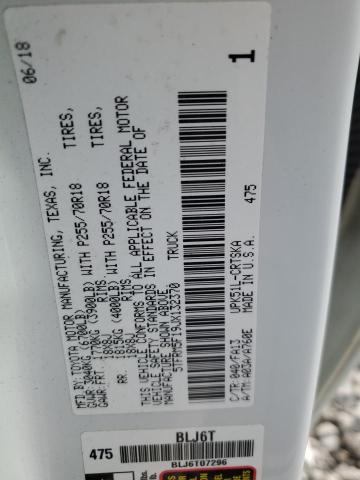 MFD. BY: TOYOTA MOTOR MANUFACTURING, TEXAS, INC. 06/18
GVWR: 3040KG (6700LB)
GAWR:FRT. 1770KG (3900LB) WITH P255/70R18 TIRES,
18X8J RIMS
RR. 1815KG (4000LB) WITH P255/70R18 TIRES,
18X8J RIMS
THIS VEHICLE CONFORMS TO ALL APPLICABLE FEDERAL MOTOR
VEHICLE SAFETY STANDARDS IN EFFECT ON THE DATE OF
MANUFACTURE SHOWN ABOVE.
5TFRM5F19JX132370 TRUCK
1
475
UPK51L-CRTSKA
C/TR: 040/FA13 MADE IN U.S.A.
A/TM: A03A/A760E
475
BLJ6T
BLJ6T07296